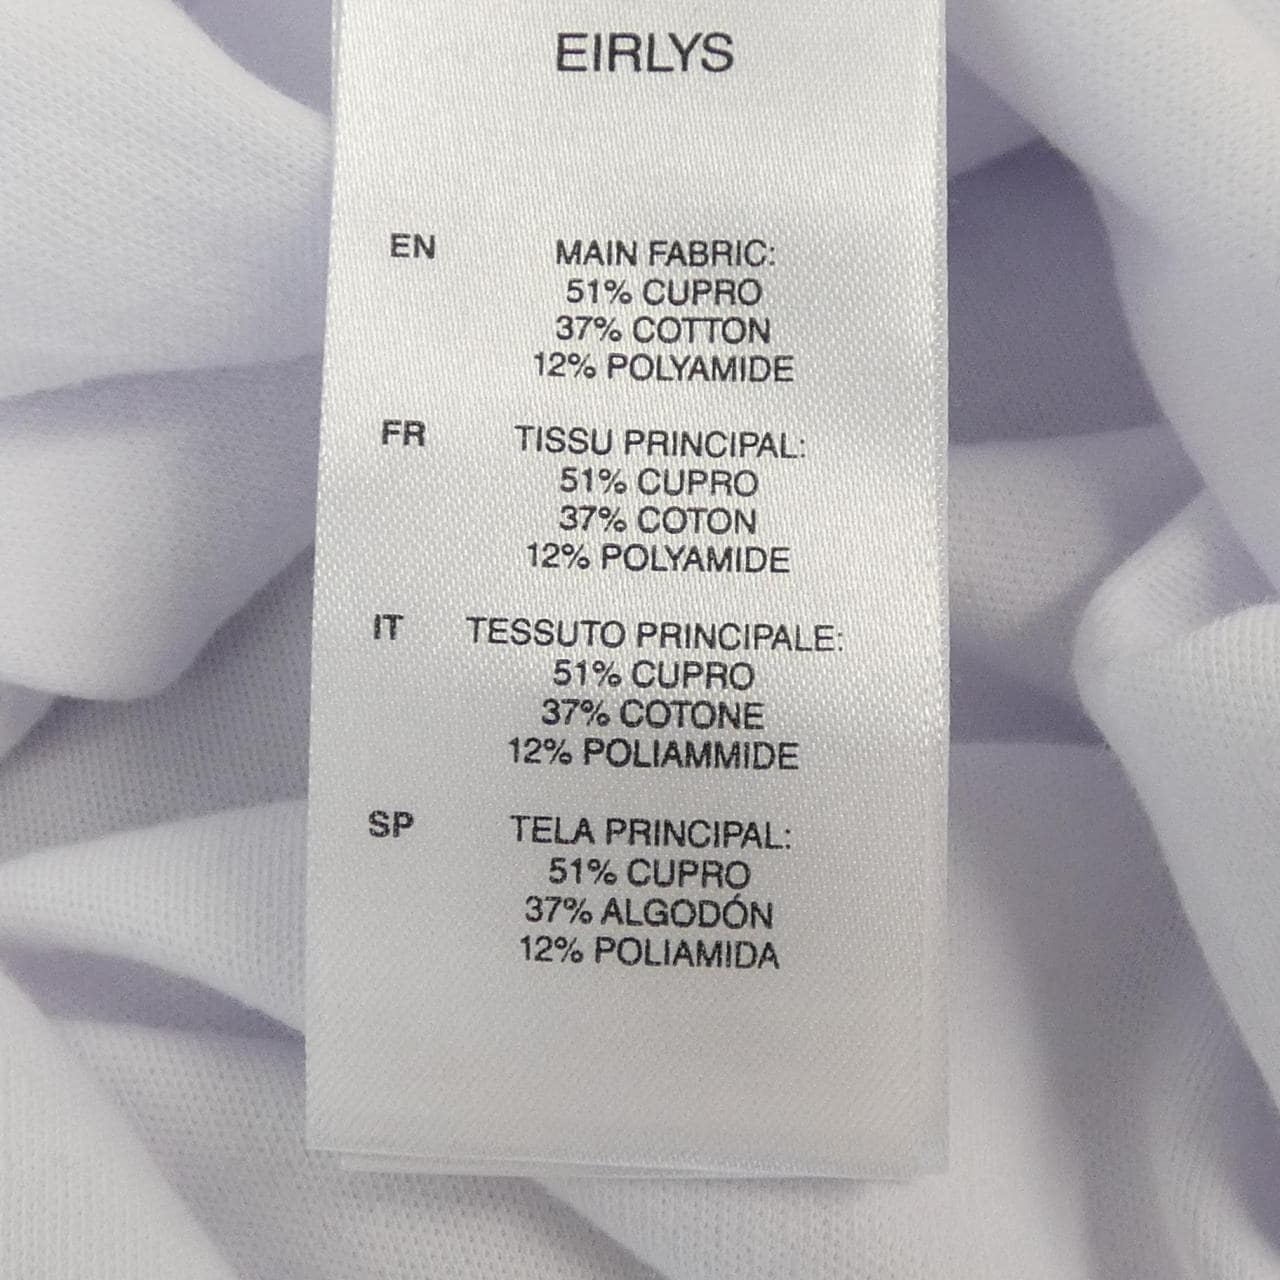 EIRLYS
EN
MAIN FABRIC:
51% CUPRO
37% COTTON
12% POLYAMIDE
FR
TISSU PRINCIPAL:
51% CUPRO
37% COTON
12% POLYAMIDE
IT
TESSUTO PRINCIPALE:
51% CUPRO
37% COTONE
12% POLIAMMIDE
SP
TELA PRINCIPAL:
51% CUPRO
37% ALGODÓN
12% POLIAMIDA